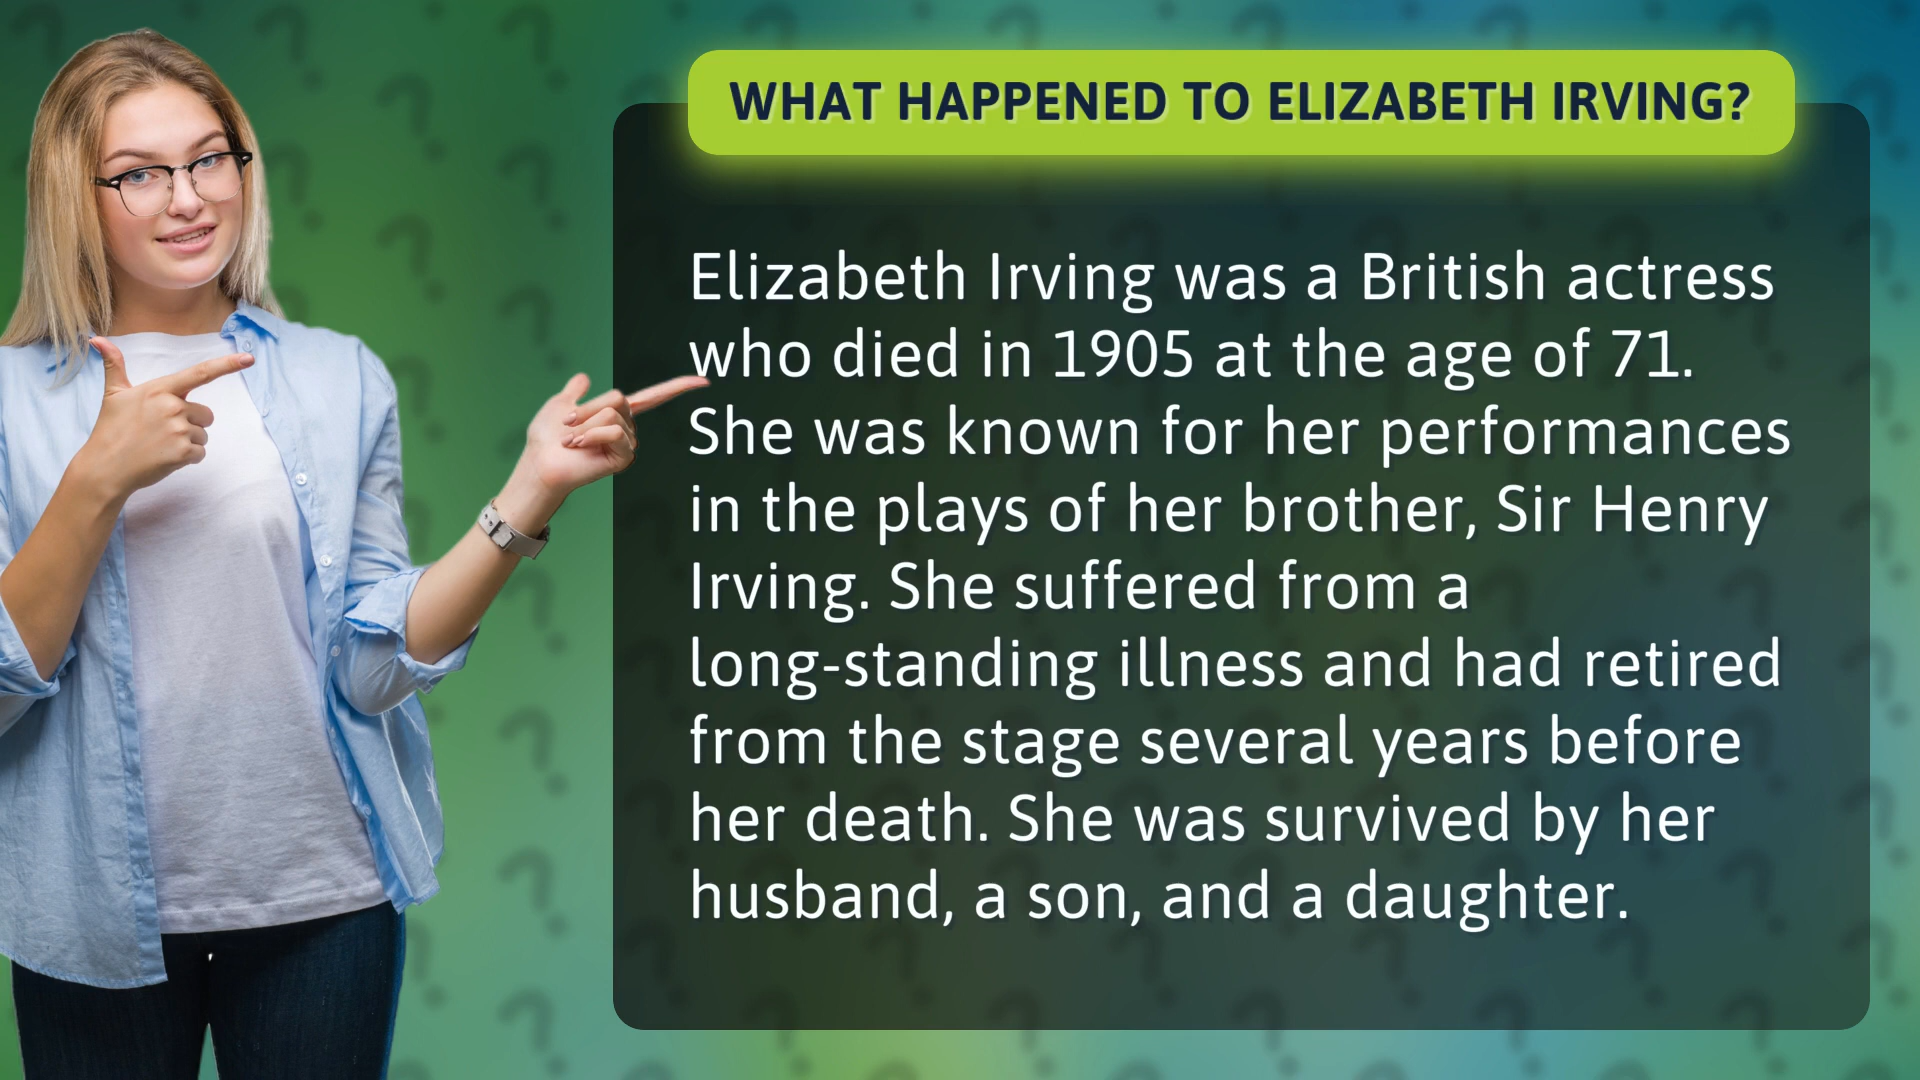 WHAT HAPPENED TO ELIZABETH IRVING?
Elizabeth Irving was a British actress
who died in 1905 at the age of 71.
She was known for her performances
in the plays of her brother, Sir Henry
Irving. She suffered from a
long-standing illness and had retired
from the stage several years before
her death. She was survived by her
husband, a son, and a daughter.